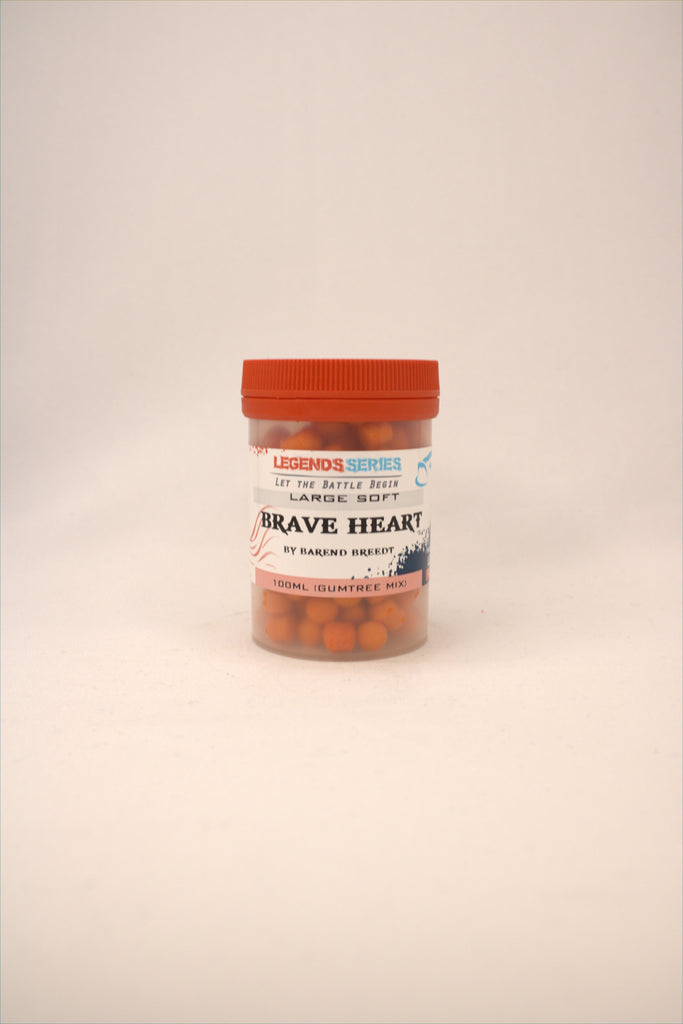 LEGENDS SERIES
LET THE BATTLE BEGIN
LARGE SOFT
BRAVE HEART
BY BAREND BREEDT
100ML (GUMTREE MIX)